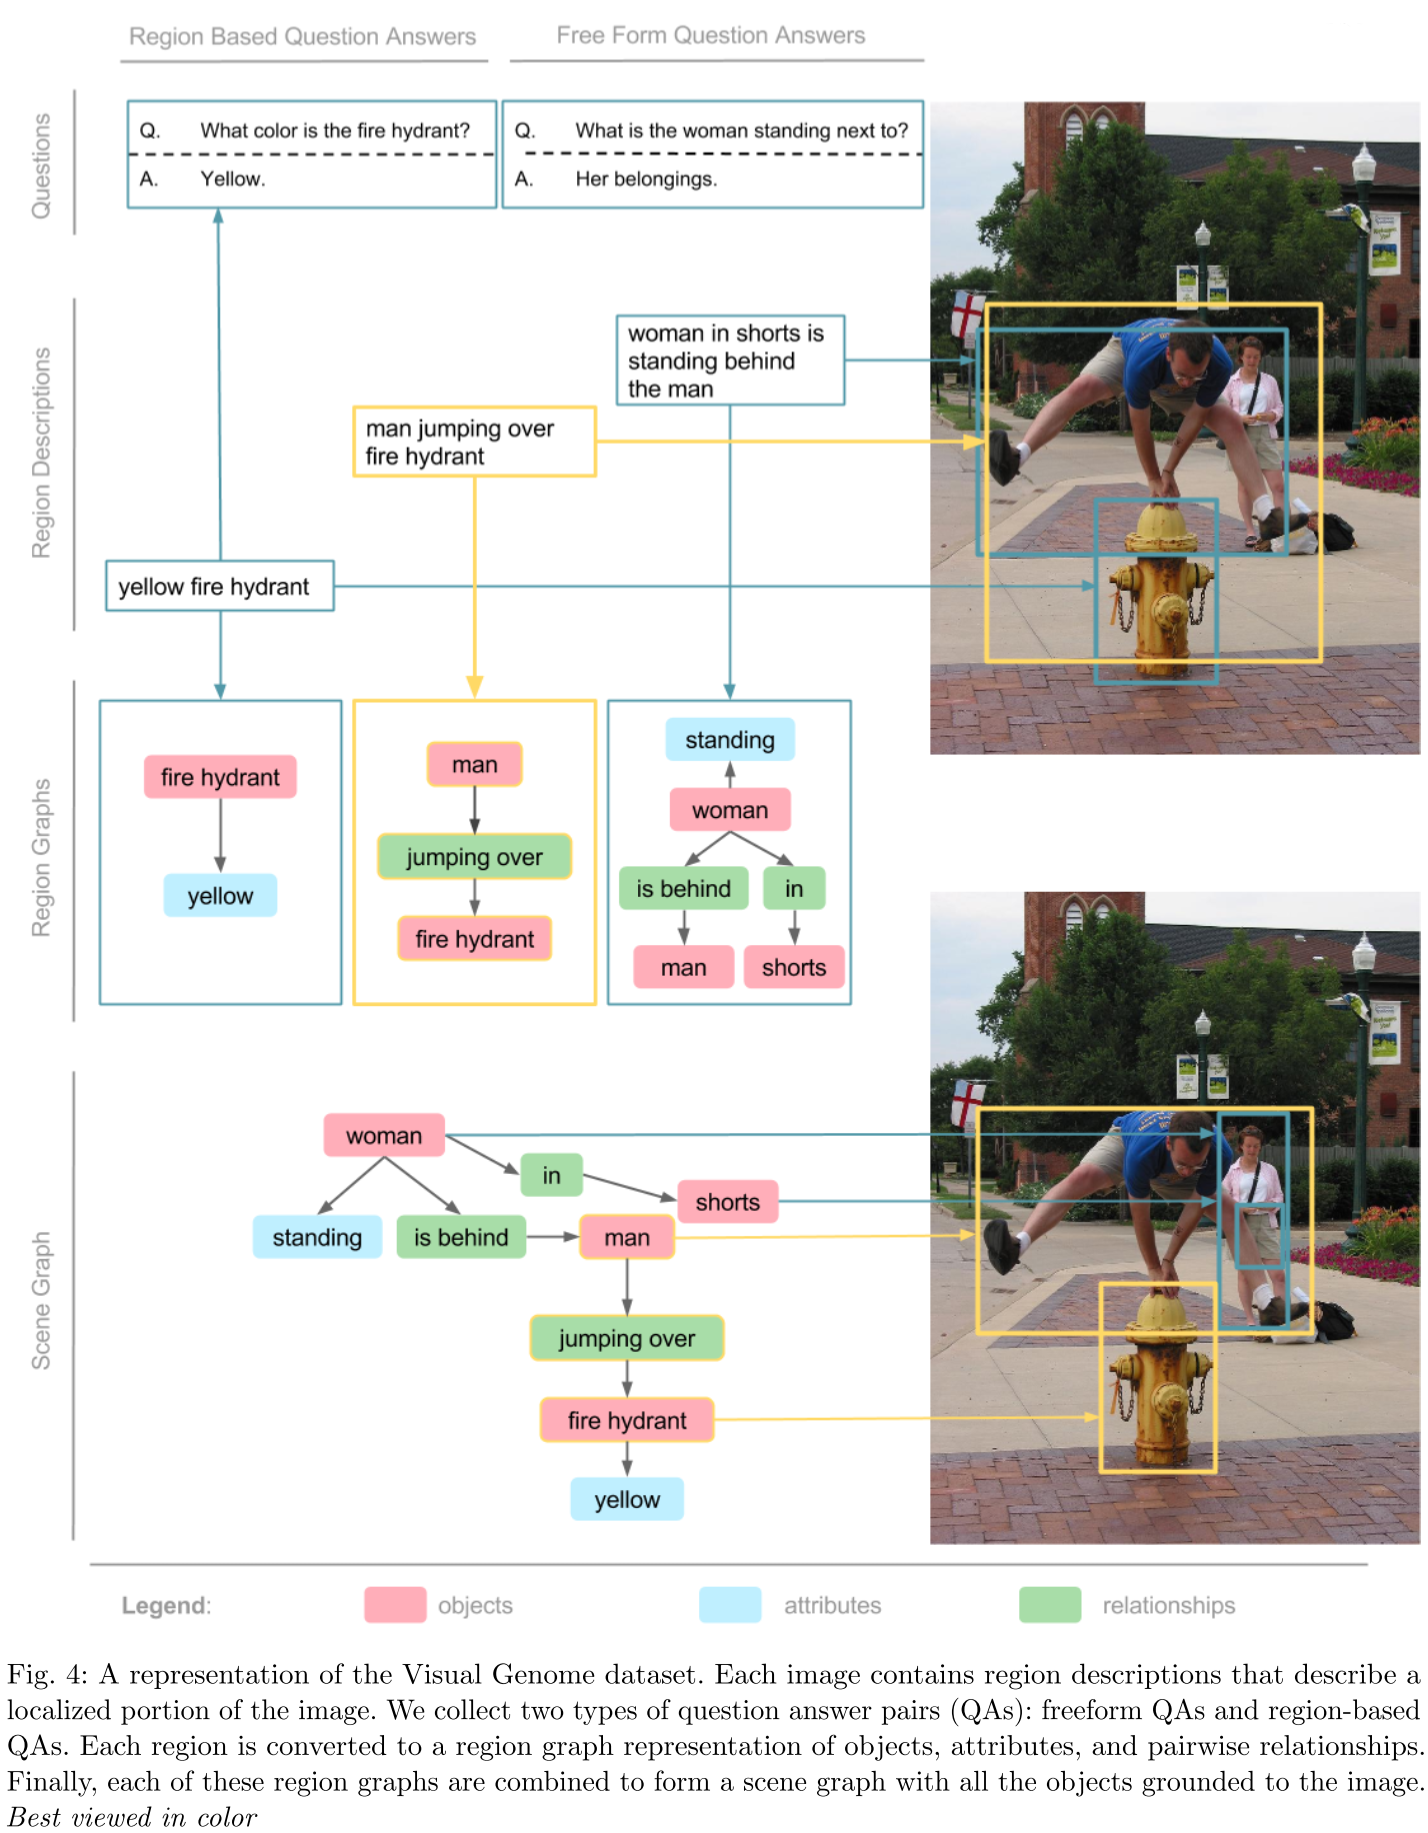 Region Based Question Answers
Free Form Question Answers
Questions
Q. What color is the fire hydrant?
A. Yellow.
Q. What is the woman standing next to?
A. Her belongings.
Region Descriptions
woman in shorts is
standing behind
the man
man jumping over
fire hydrant
yellow fire hydrant
Region Graphs
fire hydrant
yellow
man
jumping over
fire hydrant
standing
woman
is behind
in
man
shorts
Scene Graph
woman
in
shorts
standing
is behind
man
jumping over
fire hydrant
yellow
Legend:
objects
attributes
relationships
Fig. 4: A representation of the Visual Genome dataset. Each image contains region descriptions that describe a
localized portion of the image. We collect two types of question answer pairs (QAs): freeform QAs and region-based
QAs. Each region is converted to a region graph representation of objects, attributes, and pairwise relationships.
Finally, each of these region graphs are combined to form a scene graph with all the objects grounded to the image.
Best viewed in color